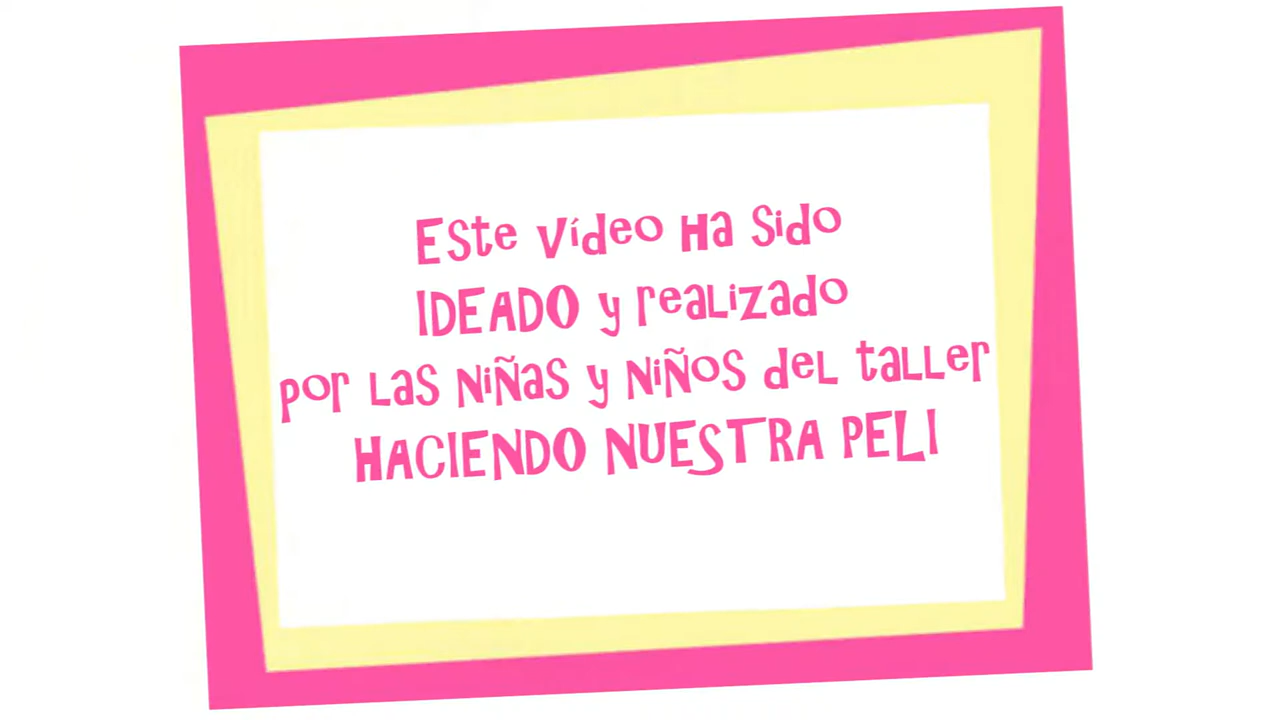 Este vídeo Ha sido
IDEADO y realizado
por las niñas y niños del taller
HACIENDO NUESTRA PELI